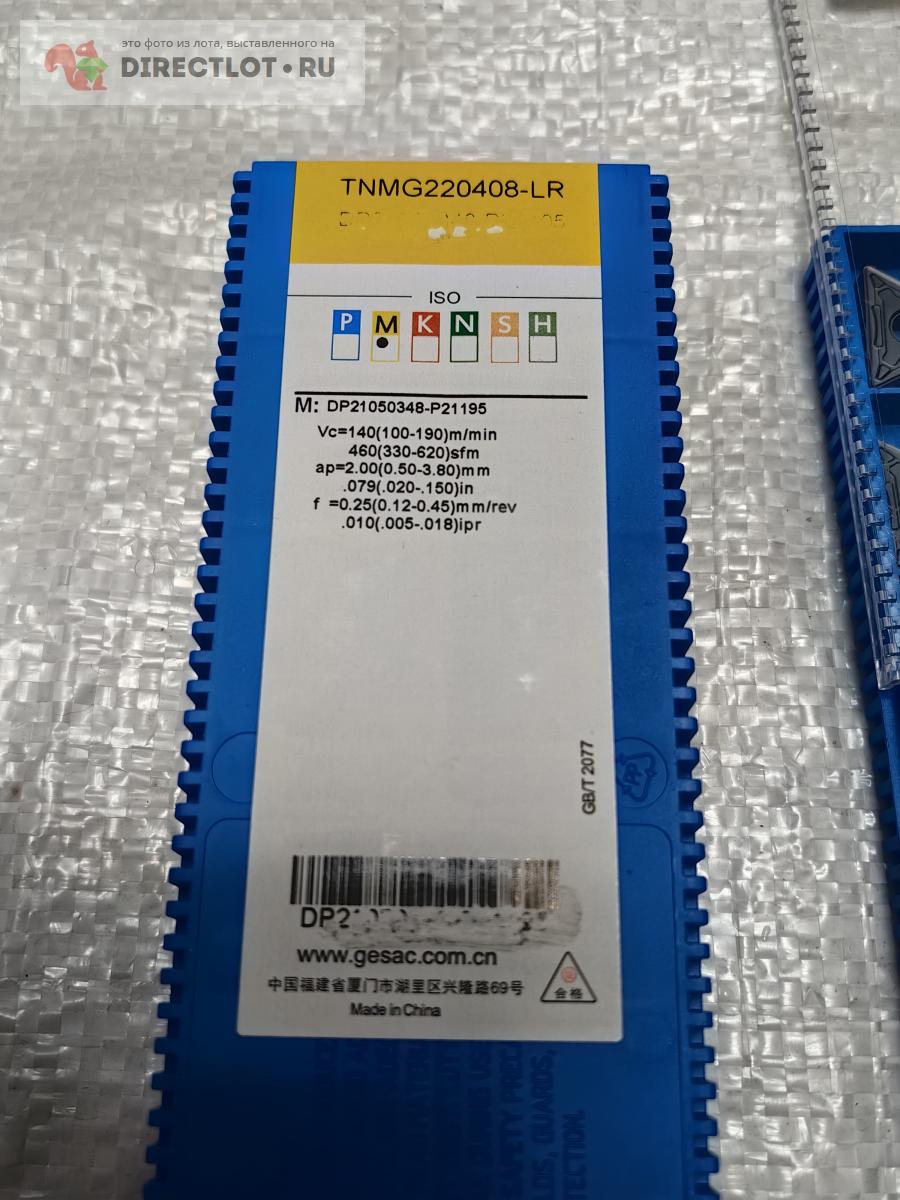 это фото из лота, выставленного на
DIRECTLOT.RU
TNMG220408-LR
ISO
P M K N S H
M: DP21050348-P21195
Vc=140(100-190)m/min
460(330-620)sfm
ap=2.00(0.50-3.80)mm
.079(.020-.150)in
f =0.25(0.12-0.45)mm/rev
.010(.005-.018)ipr
GB/T 2077
PP
www.gesac.com.cn
合格
中国福建省厦门市湖里区兴隆路69号
Made in China